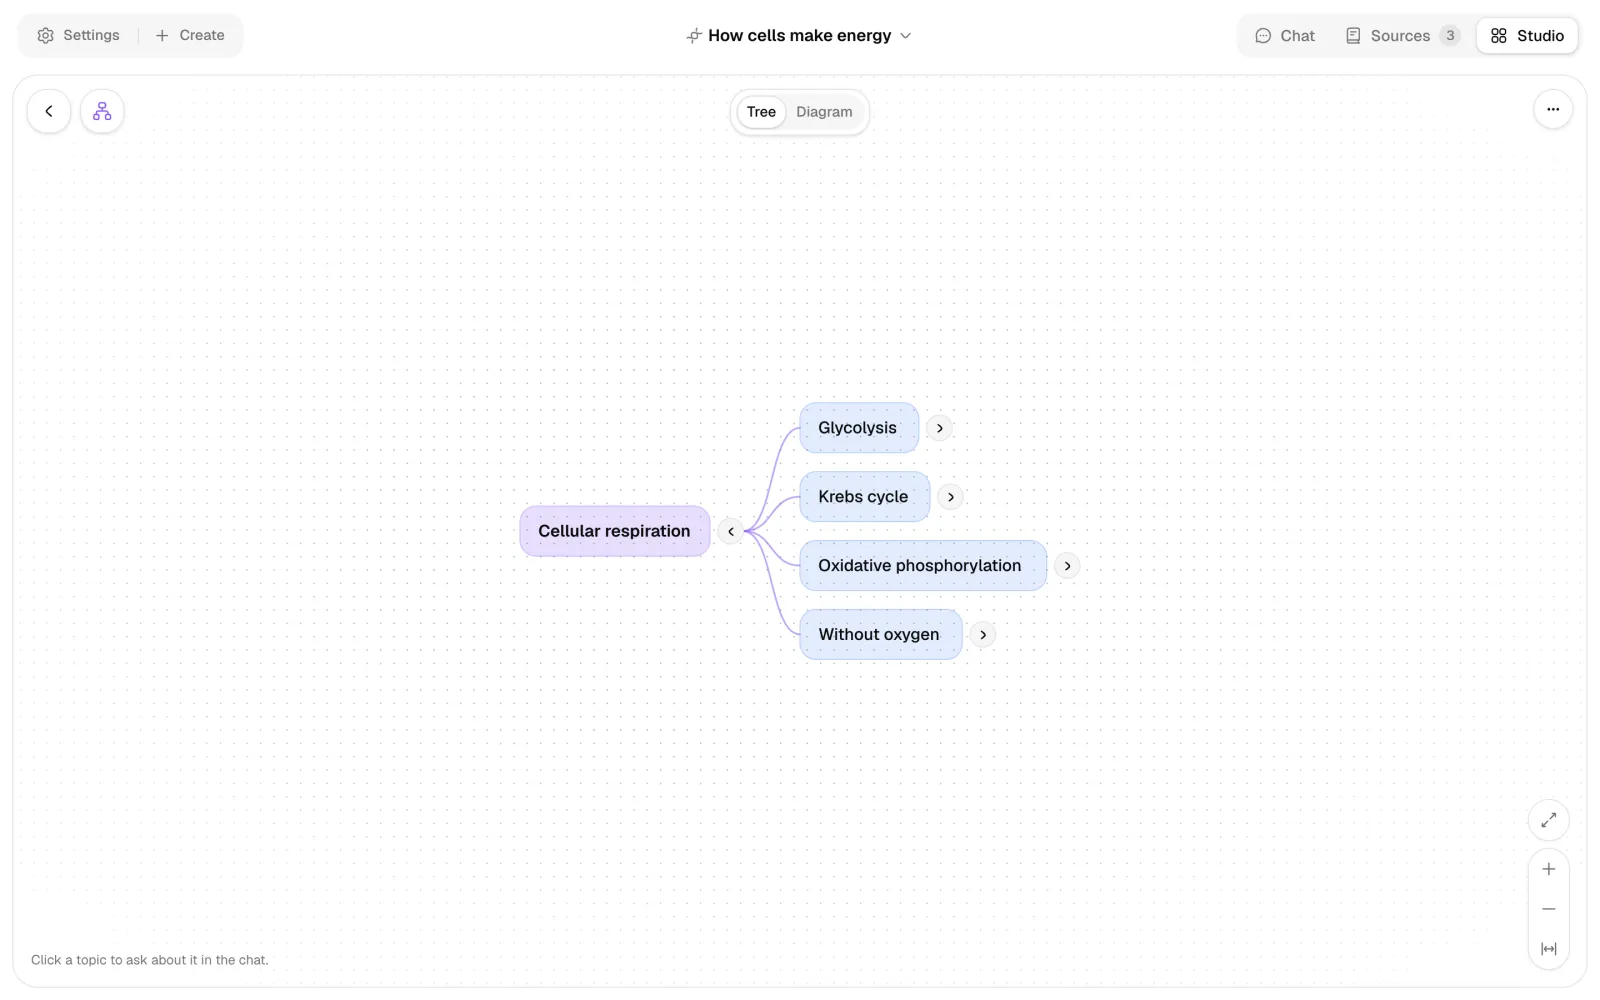 Settings
Create
How cells make energy
Chat
Sources 3
Studio
Tree
Diagram
Glycolysis
Krebs cycle
Cellular respiration
Oxidative phosphorylation
Without oxygen
Click a topic to ask about it in the chat.